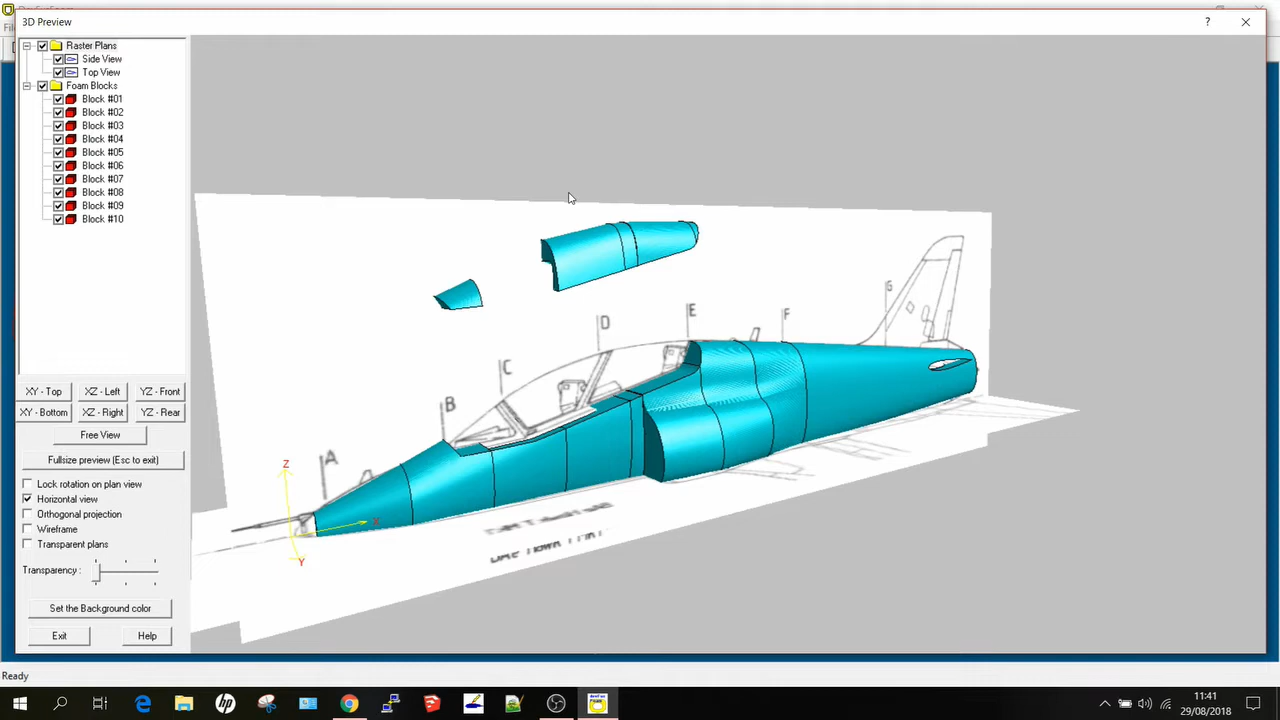 3D Preview
?
Raster Plans
Side View
Top View
Foam Blocks
Block #01
Block #02
Block #03
Block #04
Block #05
Block #06
Block #07
Block #08
Block #09
Block #10
XY - Top
XZ - Left
YZ - Front
XY - Bottom
XZ - Right
YZ - Rear
Free View
Fullsize preview (Esc to exit)
Lock rotation on plan view
Horizontal view
Orthogonal projection
Wireframe
Transparent plans
Transparency :
Set the Background color
Exit
Help
A
B
C
D
E
F
G
Z
X
Y
Ready
hp
11:41
29/08/2018